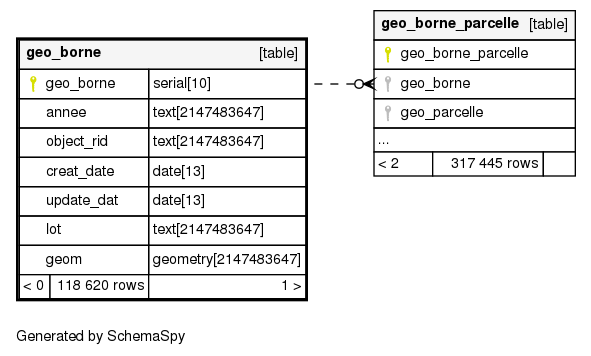 geo_borne [table]
geo_borne serial[10]
annee text[2147483647]
object_rid text[2147483647]
creat_date date[13]
update_dat date[13]
lot text[2147483647]
geom geometry[2147483647]
< 0 118 620 rows 1 >
geo_borne_parcelle [table]
geo_borne_parcelle
geo_borne
geo_parcelle
...
< 2 317 445 rows
Generated by SchemaSpy